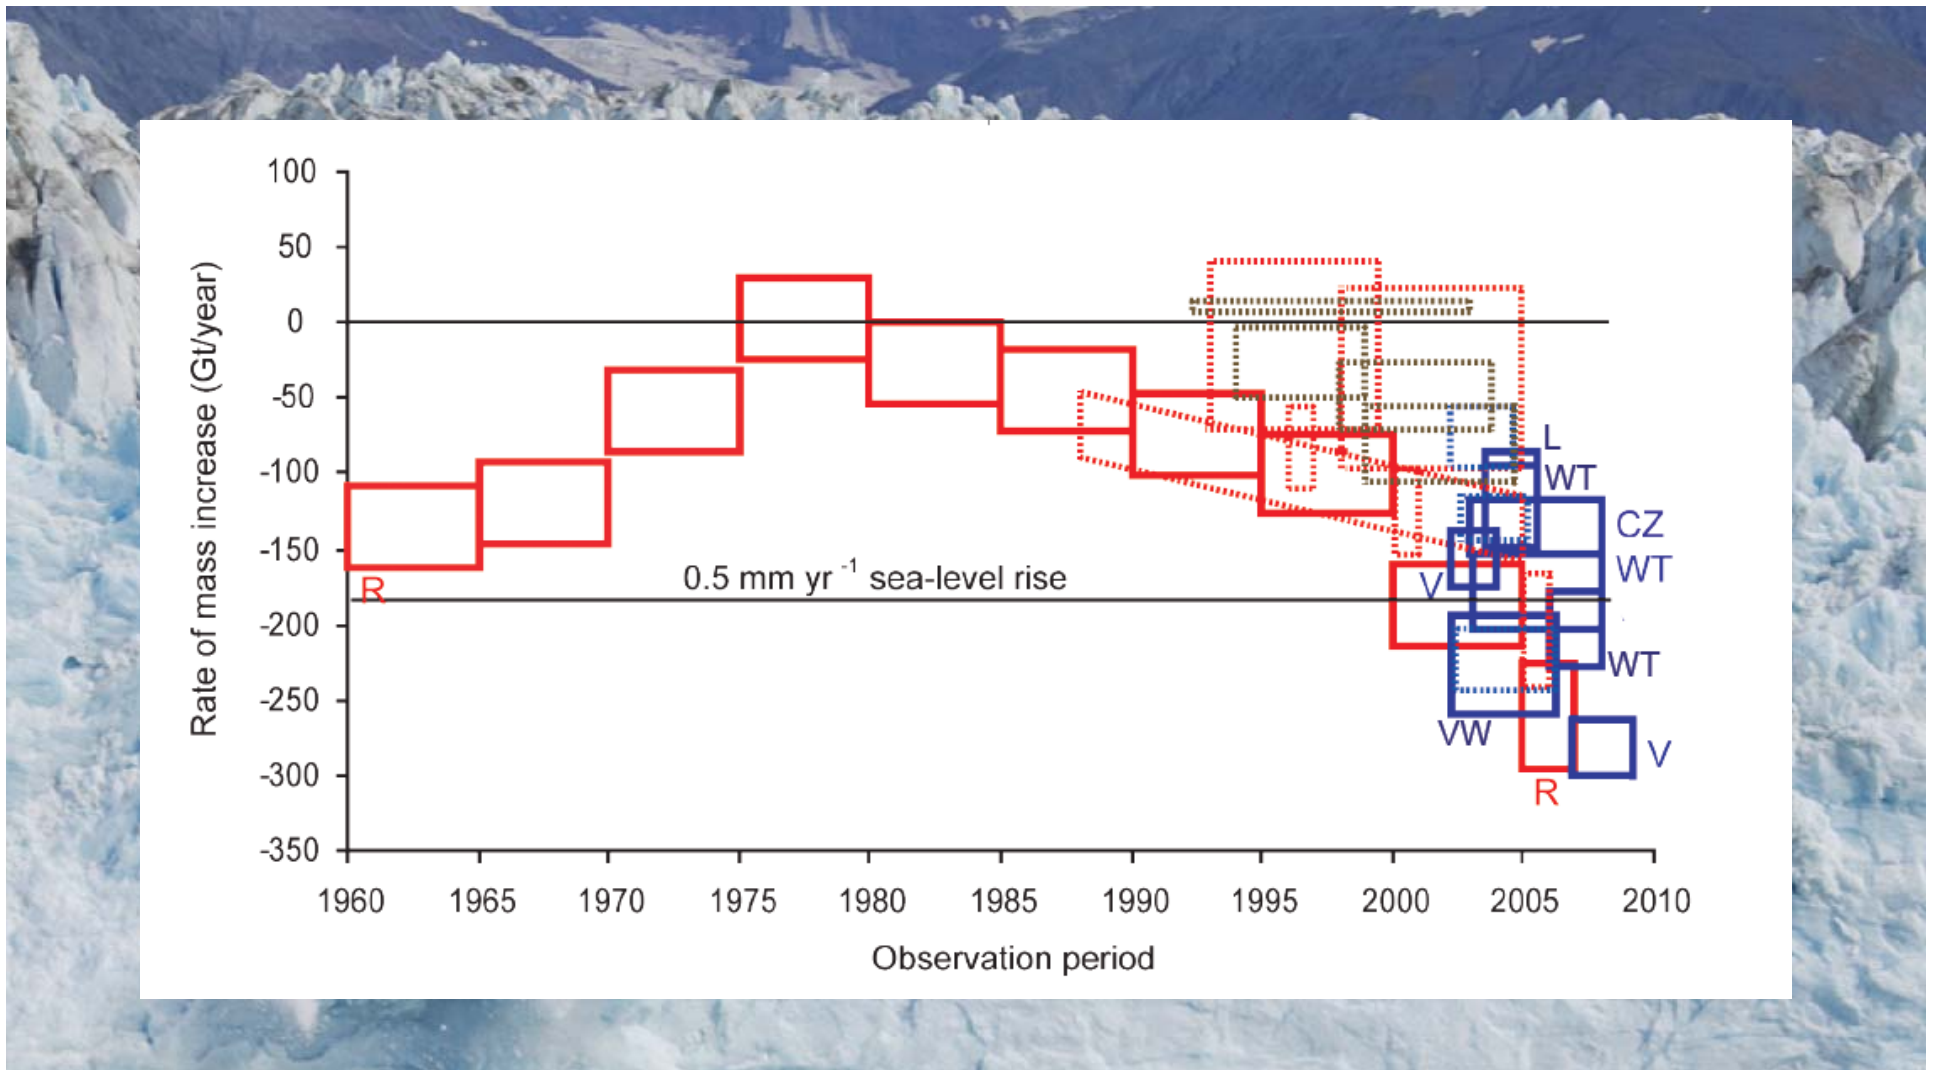 100
50
0
-50
-100
-150
-200
-250
-300
-350
Rate of mass increase (Gt/year)
0.5 mm yr -1 sea-level rise
R
L
WT
CZ
WT
V
WT
VW
V
R
1960 1965 1970 1975 1980 1985 1990 1995 2000 2005 2010
Observation period